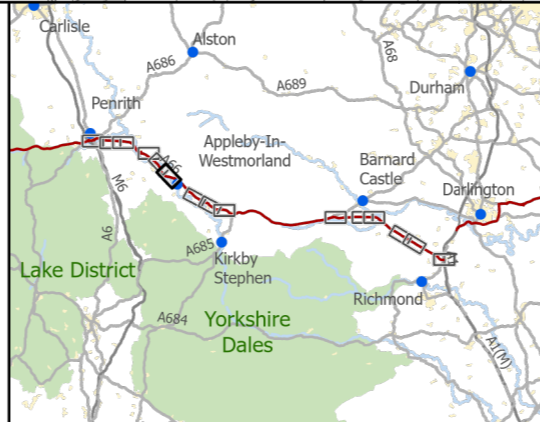 Carlisle
Alston
A686
A68
A689
Durham
Penrith
Appleby-In-
Westmorland
A66
Barnard
Castle
Darlington
M6
A6
A685
Kirkby
Stephen
Lake District
Richmond
A684
Yorkshire
Dales
A1(M)